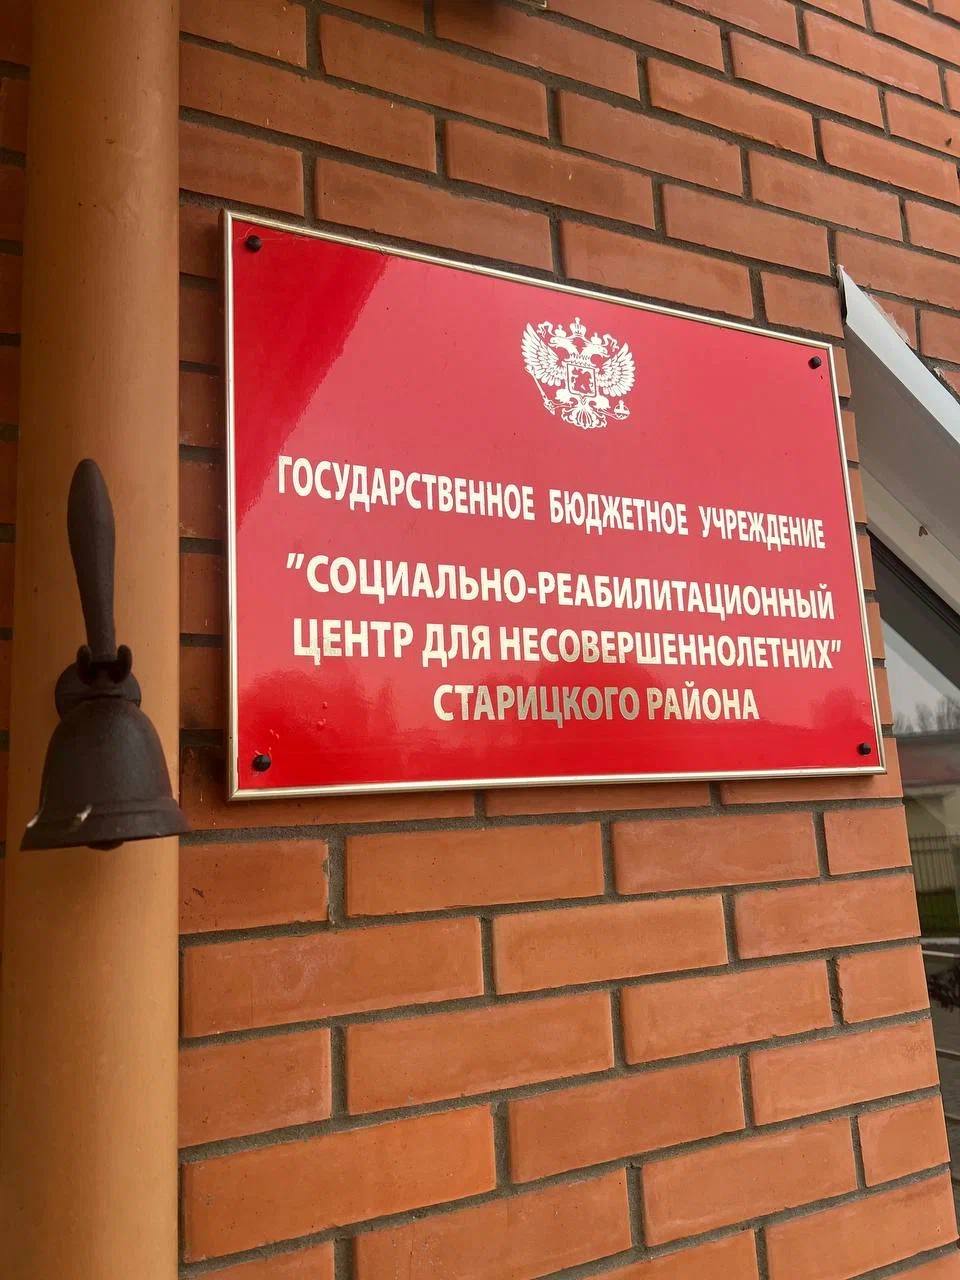 ГОСУДАРСТВЕННОЕ БЮДЖЕТНОЕ УЧРЕЖДЕНИЕ
"СОЦИАЛЬНО-РЕАБИЛИТАЦИОННЫЙ
ЦЕНТР ДЛЯ НЕСОВЕРШЕННОЛЕТНИХ"
СТАРИЦКОГО РАЙОНА